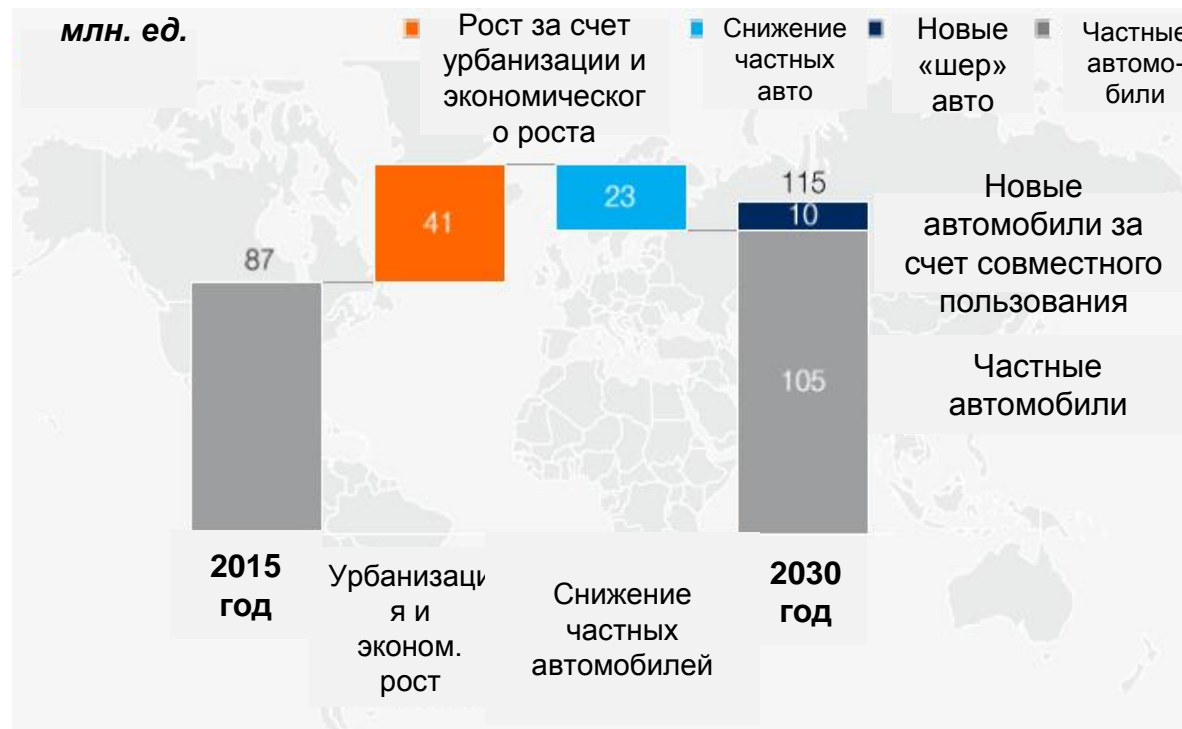 млн. ед.
Рост за счет
урбанизации и
экономическог
о роста
Снижение
частных
авто
Новые
«шер»
авто
Частные
автомо-
били
87
41
23
115
10
105
Новые
автомобили за
счет совместного
пользования
Частные
автомобили
2015
год
Урбанизаци
я и
эконом.
рост
Снижение
частных
автомобилей
2030
год